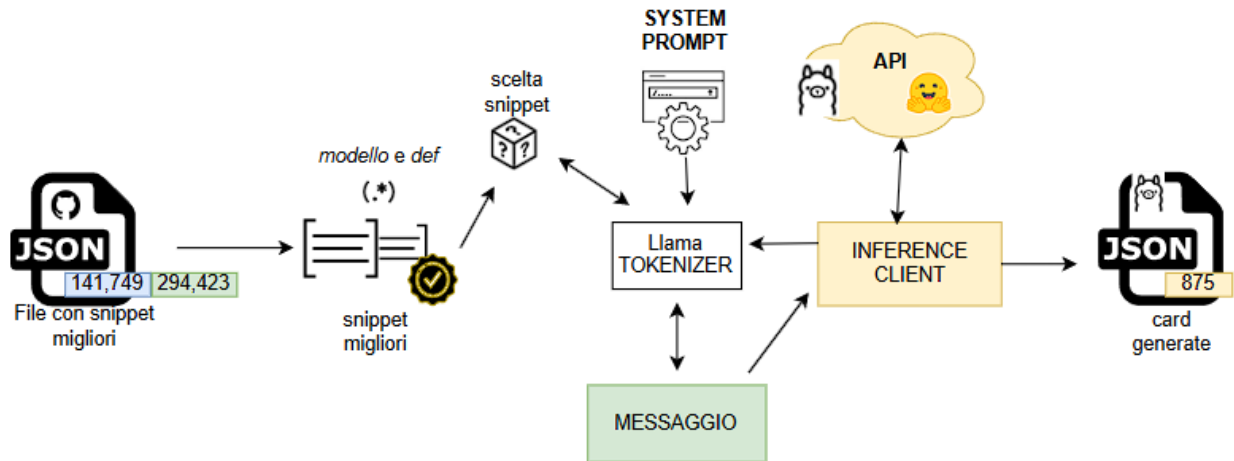 SYSTEM
PROMPT
API
scelta
snippet
? ? ?
/....
modello e def
(.*)
JSON
141,749 294,423
File con snippet
migliori
snippet
migliori
Llama
TOKENIZER
INFERENCE
CLIENT
JSON
875
card
generate
MESSAGGIO